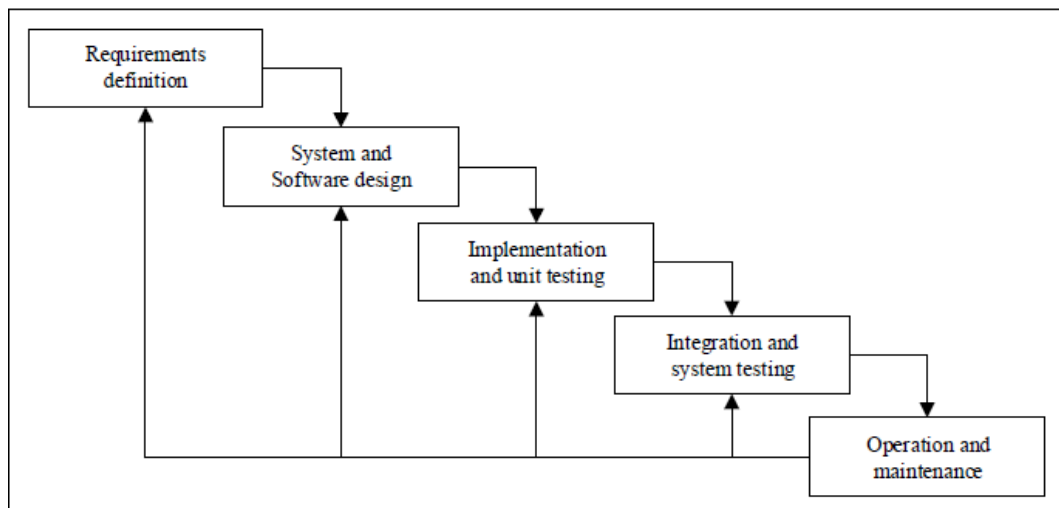 Requirements
definition
System and
Software design
Implementation
and unit testing
Integration and
system testing
Operation and
maintenance